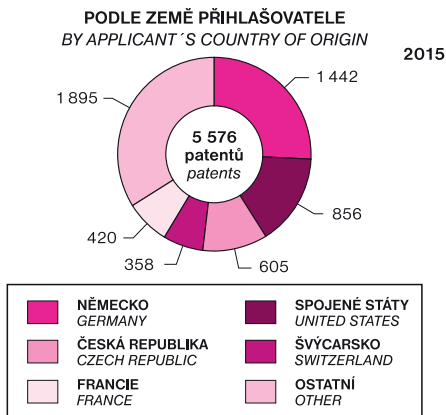 PODLE ZEMĚ PŘIHLAŠOVATELE
BY APPLICANT´S COUNTRY OF ORIGIN
2015
1 442
1 895
5 576
patentů
patents
856
420
358
605
NĚMECKO
GERMANY
SPOJENÉ STÁTY
UNITED STATES
ČESKÁ REPUBLIKA
CZECH REPUBLIC
ŠVÝCARSKO
SWITZERLAND
FRANCIE
FRANCE
OSTATNÍ
OTHER